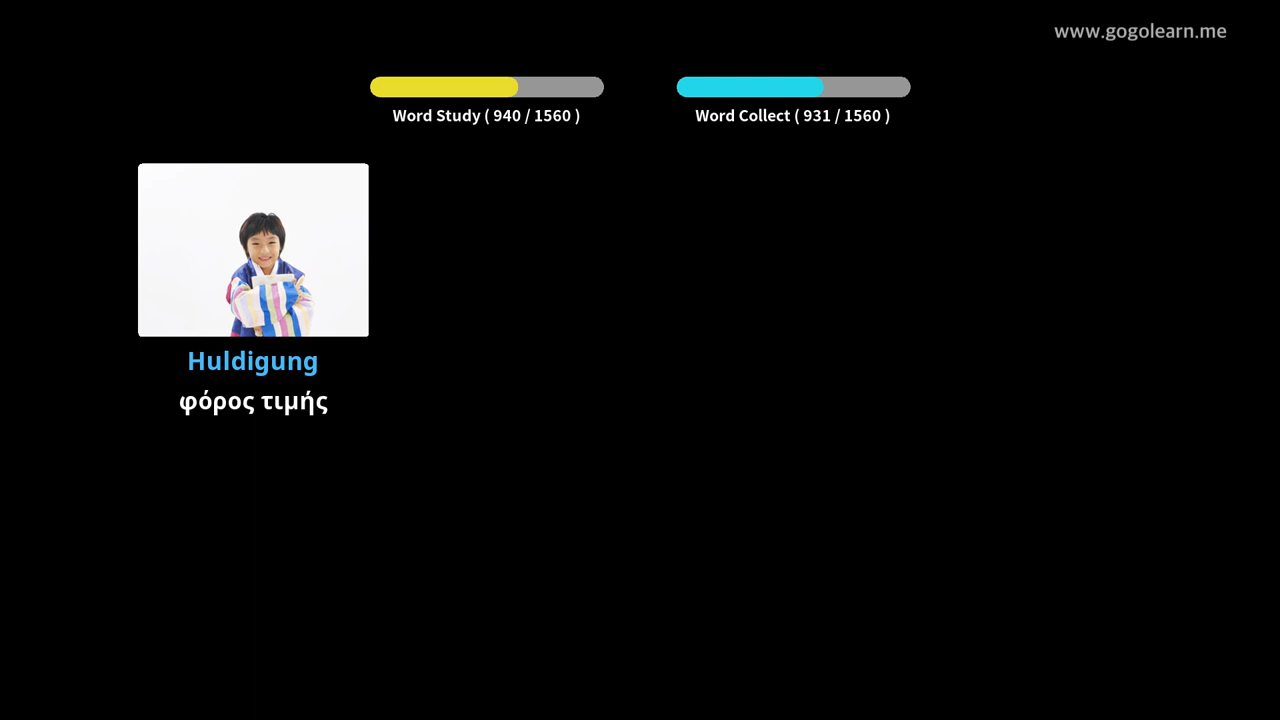 www.gogolearn.me
Word Study ( 940 / 1560 )
Word Collect ( 931 / 1560 )
Huldigung
φόρος τιμής